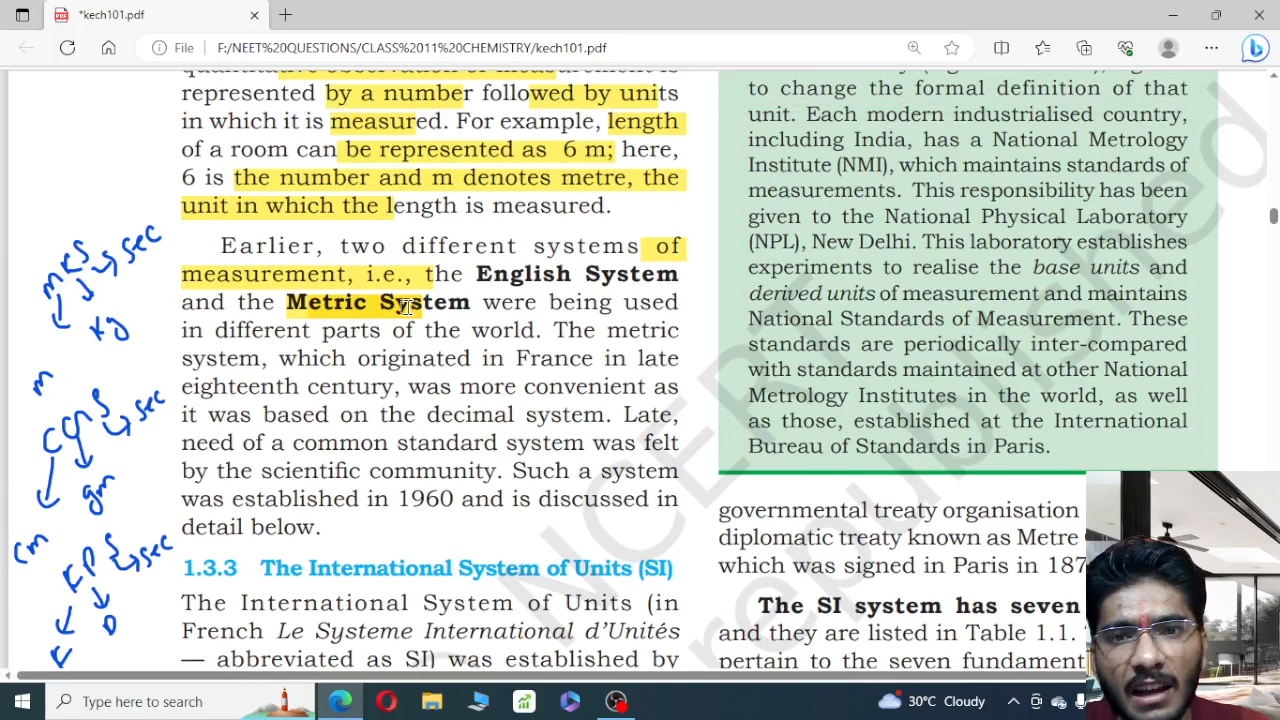 *kech101.pdf
File F:/NEET%20QUESTIONS/CLASS%2011%20CHEMISTRY/kech101.pdf
quantitative observation or measurement is
represented by a number followed by units
in which it is measured. For example, length
of a room can be represented as 6 m; here,
6 is the number and m denotes metre, the
unit in which the length is measured.
Earlier, two different systems of
measurement, i.e., the English System
and the Metric System were being used
in different parts of the world. The metric
system, which originated in France in late
eighteenth century, was more convenient as
it was based on the decimal system. Late,
need of a common standard system was felt
by the scientific community. Such a system
was established in 1960 and is discussed in
detail below.
1.3.3 The International System of Units (SI)
The International System of Units (in
French Le Systeme International d'Unités
— abbreviated as SI) was established by
MKS
sec
Kg
m
CGS
sec
gm
cm
FPS
sec
P
F
to change the formal definition of that
unit. Each modern industrialised country,
including India, has a National Metrology
Institute (NMI), which maintains standards of
measurements. This responsibility has been
given to the National Physical Laboratory
(NPL), New Delhi. This laboratory establishes
experiments to realise the base units and
derived units of measurement and maintains
National Standards of Measurement. These
standards are periodically inter-compared
with standards maintained at other National
Metrology Institutes in the world, as well
as those, established at the International
Bureau of Standards in Paris.
governmental treaty organisation
diplomatic treaty known as Metre
which was signed in Paris in 187
The SI system has seven
and they are listed in Table 1.1.
pertain to the seven fundament
NCERT
republished
Type here to search
30°C Cloudy